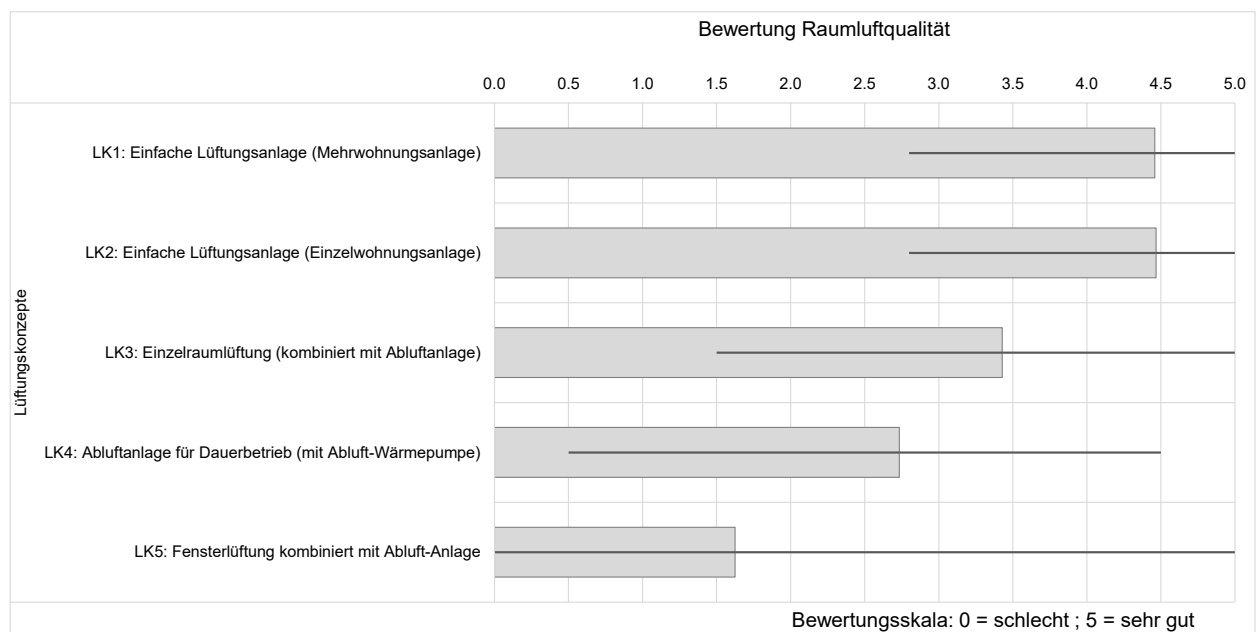 Bewertung Raumluftqualität
0.0 0.5 1.0 1.5 2.0 2.5 3.0 3.5 4.0 4.5 5.0
Lüftungskonzepte
LK1: Einfache Lüftungsanlage (Mehrwohnungsanlage)
LK2: Einfache Lüftungsanlage (Einzelwohnungsanlage)
LK3: Einzelraumlüftung (kombiniert mit Abluftanlage)
LK4: Abluftanlage für Dauerbetrieb (mit Abluft-Wärmepumpe)
LK5: Fensterlüftung kombiniert mit Abluft-Anlage
Bewertungsskala: 0 = schlecht ; 5 = sehr gut